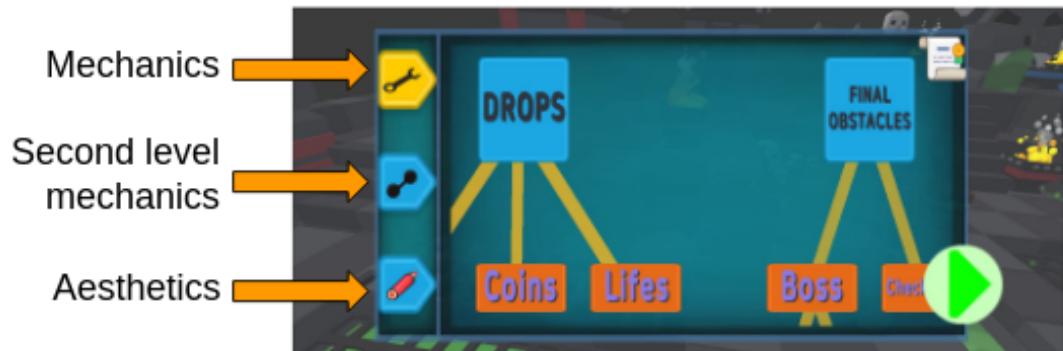 Mechanics
Second level
mechanics
Aesthetics
DROPS
FINAL
OBSTACLES
Coins
Lifes
Boss